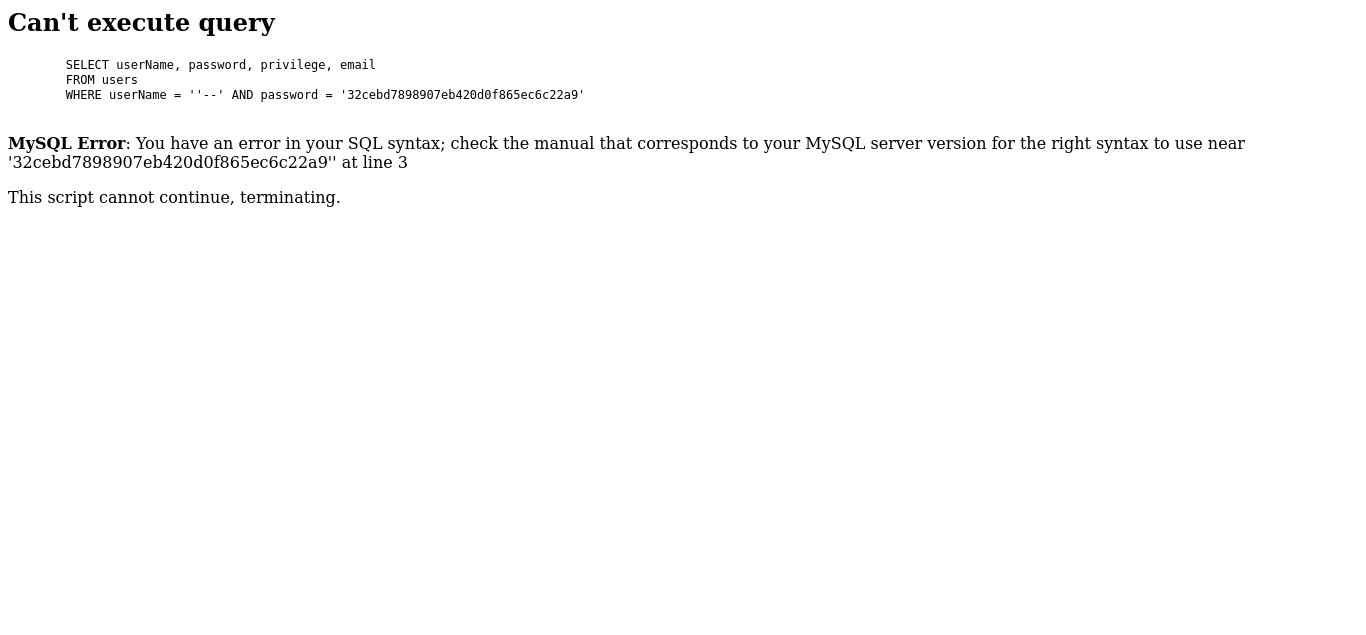 Can't execute query
SELECT userName, password, privilege, email
FROM users
WHERE userName = ''--' AND password = '32cebd7898907eb420d0f865ec6c22a9'
MySQL Error: You have an error in your SQL syntax; check the manual that corresponds to your MySQL server version for the right syntax to use near
'32cebd7898907eb420d0f865ec6c22a9'' at line 3
This script cannot continue, terminating.